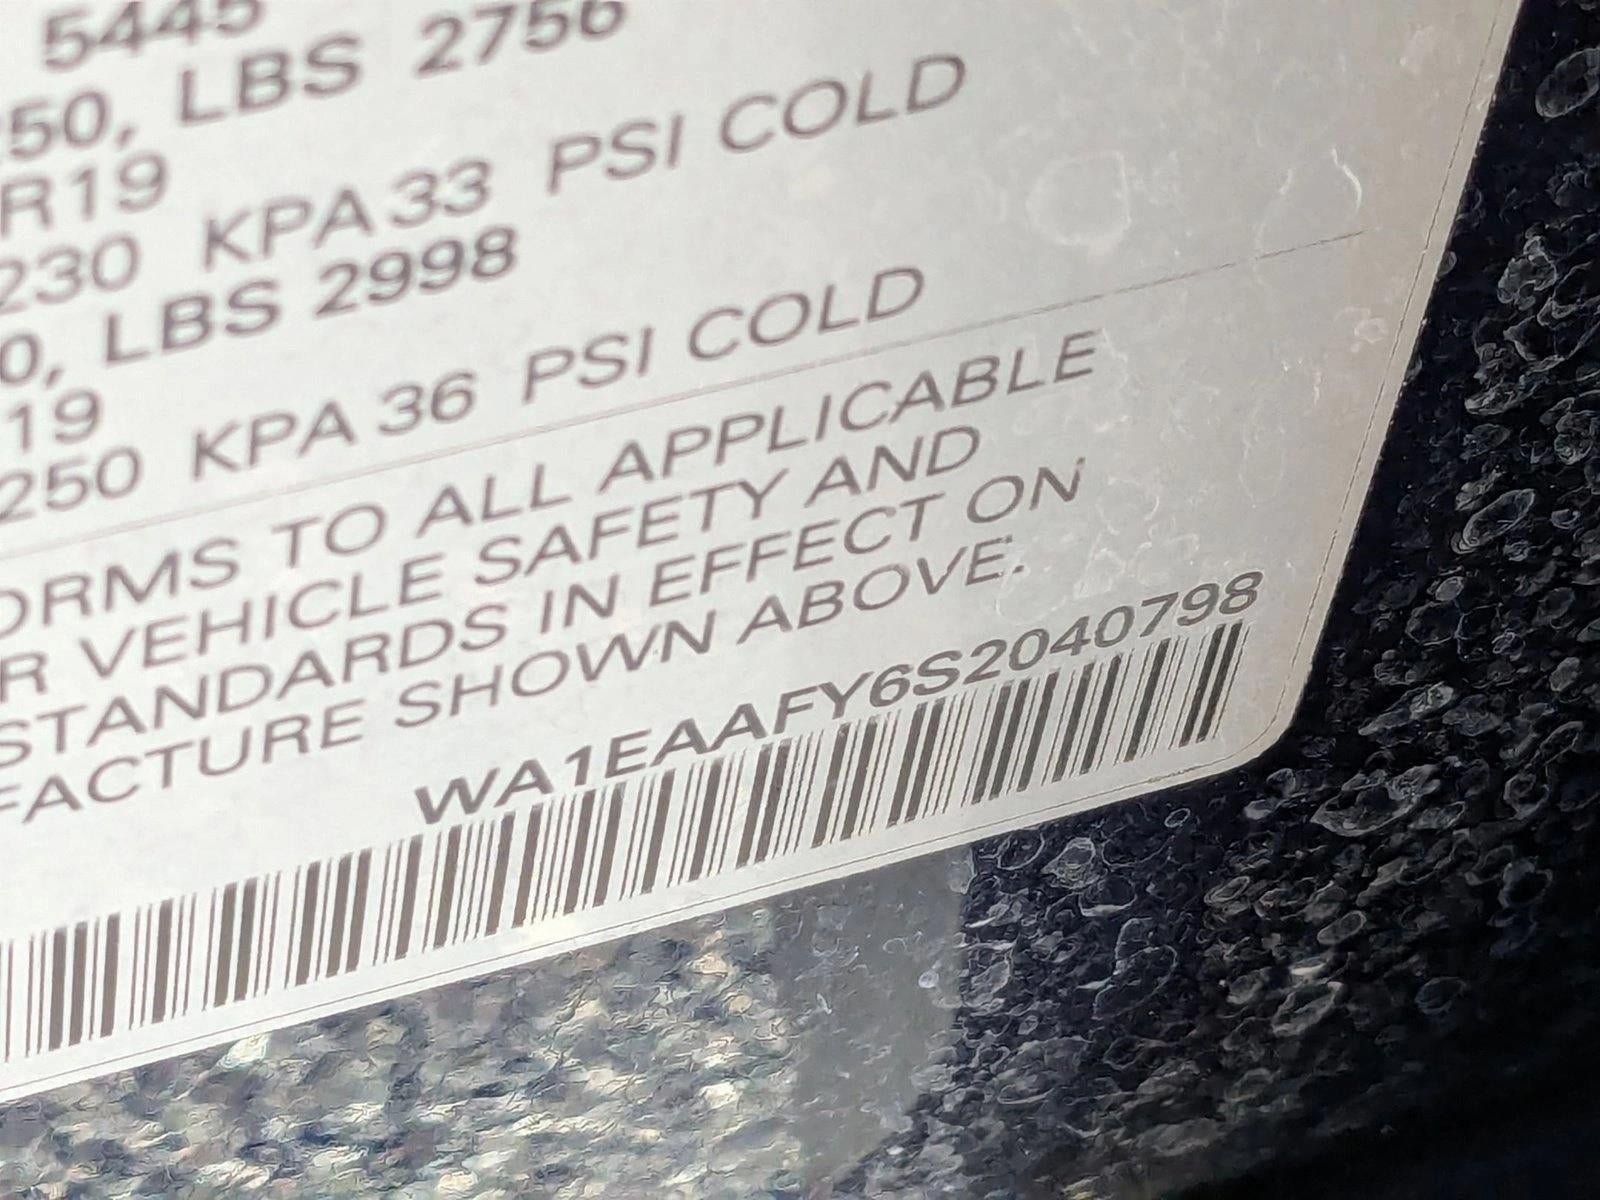 5445
250, LBS 2756
R19
230 KPA 33 PSI COLD
0, LBS 2998
19
250 KPA 36 PSI COLD
ORMS TO ALL APPLICABLE
R VEHICLE SAFETY AND
STANDARDS IN EFFECT ON
FACTURE SHOWN ABOVE.
WA1EAAFY6S2040798